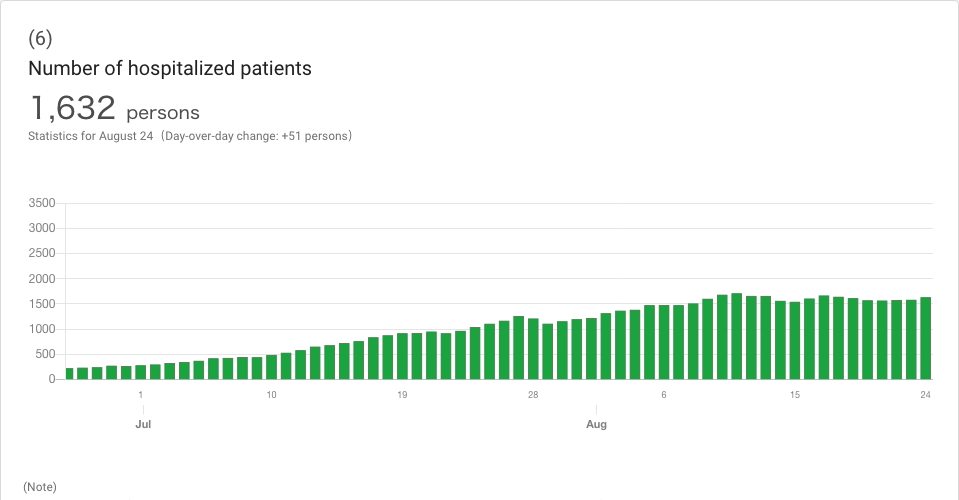 (6)
Number of hospitalized patients
1,632 persons
Statistics for August 24（Day-over-day change: +51 persons）
3500
3000
2500
2000
1500
1000
500
0
1 10 19 28 6 15 24
Jul Aug
(Note)